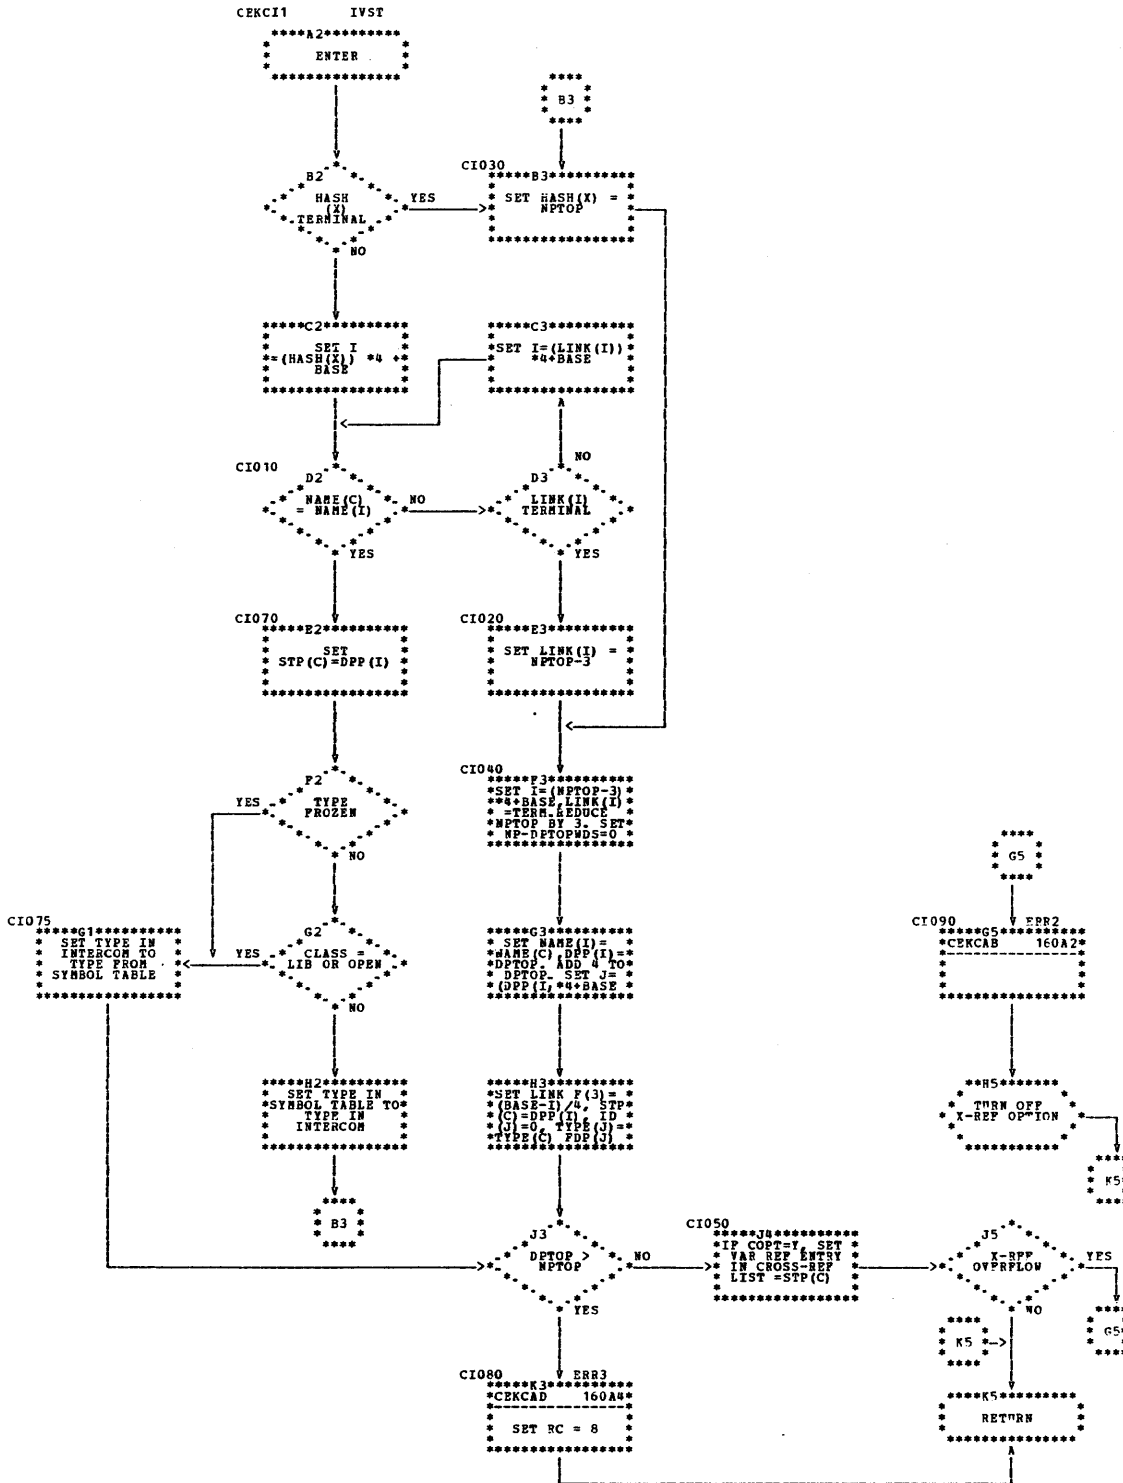 CEKCI1 IVST
A2
ENTER
B3
B2
HASH
(X)
TERMINAL
YES
NO
CI030
B3
SET HASH(X) =
NPTOP
C2
SET I
=(HASH(X)) *4 +
BASE
C3
SET I=(LINK(I))
*4+BASE
CI010
D2
NAME(C)
= NAME(I)
NO
YES
D3
LINK(I)
TERMINAL
NO
YES
CI070
E2
SET
STP(C)=DPP(I)
CI020
E3
SET LINK(I) =
NPTOP-3
F2
TYPE
FROZEN
YES
NO
CI040
F3
SET I=(NPTOP-3)
*4+BASE,LINK(I)
=TERM.REDUCE
NPTOP BY 3. SET
NP-DPTOPWDS=0
G5
CI075
G1
SET TYPE IN
INTERCOM TO
TYPE FROM
SYMBOL TABLE
G2
CLASS =
LIB OR OPEN
YES
NO
G3
SET NAME(I)=
NAME(C),DPP(I)=
DPTOP. ADD 4 TO
DPTOP. SET J=
(DPP(I,*4+BASE
CI090 ERR2
G5
CEKCAB 160A2
H2
SET TYPE IN
SYMBOL TABLE TO
TYPE IN
INTERCOM
H3
SET LINK F(3)=
(BASE-I)/4, STP
(C)=DPP(I), ID
(J)=0, TYPE(J)=
TYPE(C) FDP(J)
H5
TURN OFF
X-REF OPTION
K5
B3
J3
DPTOP >
NPTOP
NO
YES
CI050
J4
IF COPT=Y, SET
VAR REF ENTRY
IN CROSS-REF
LIST =STP(C)
J5
X-REF
OVERFLOW
YES
NO
G5
K5
CI080 ERR3
K3
CEKCAD 160A4
SET RC = 8
K5
RETURN